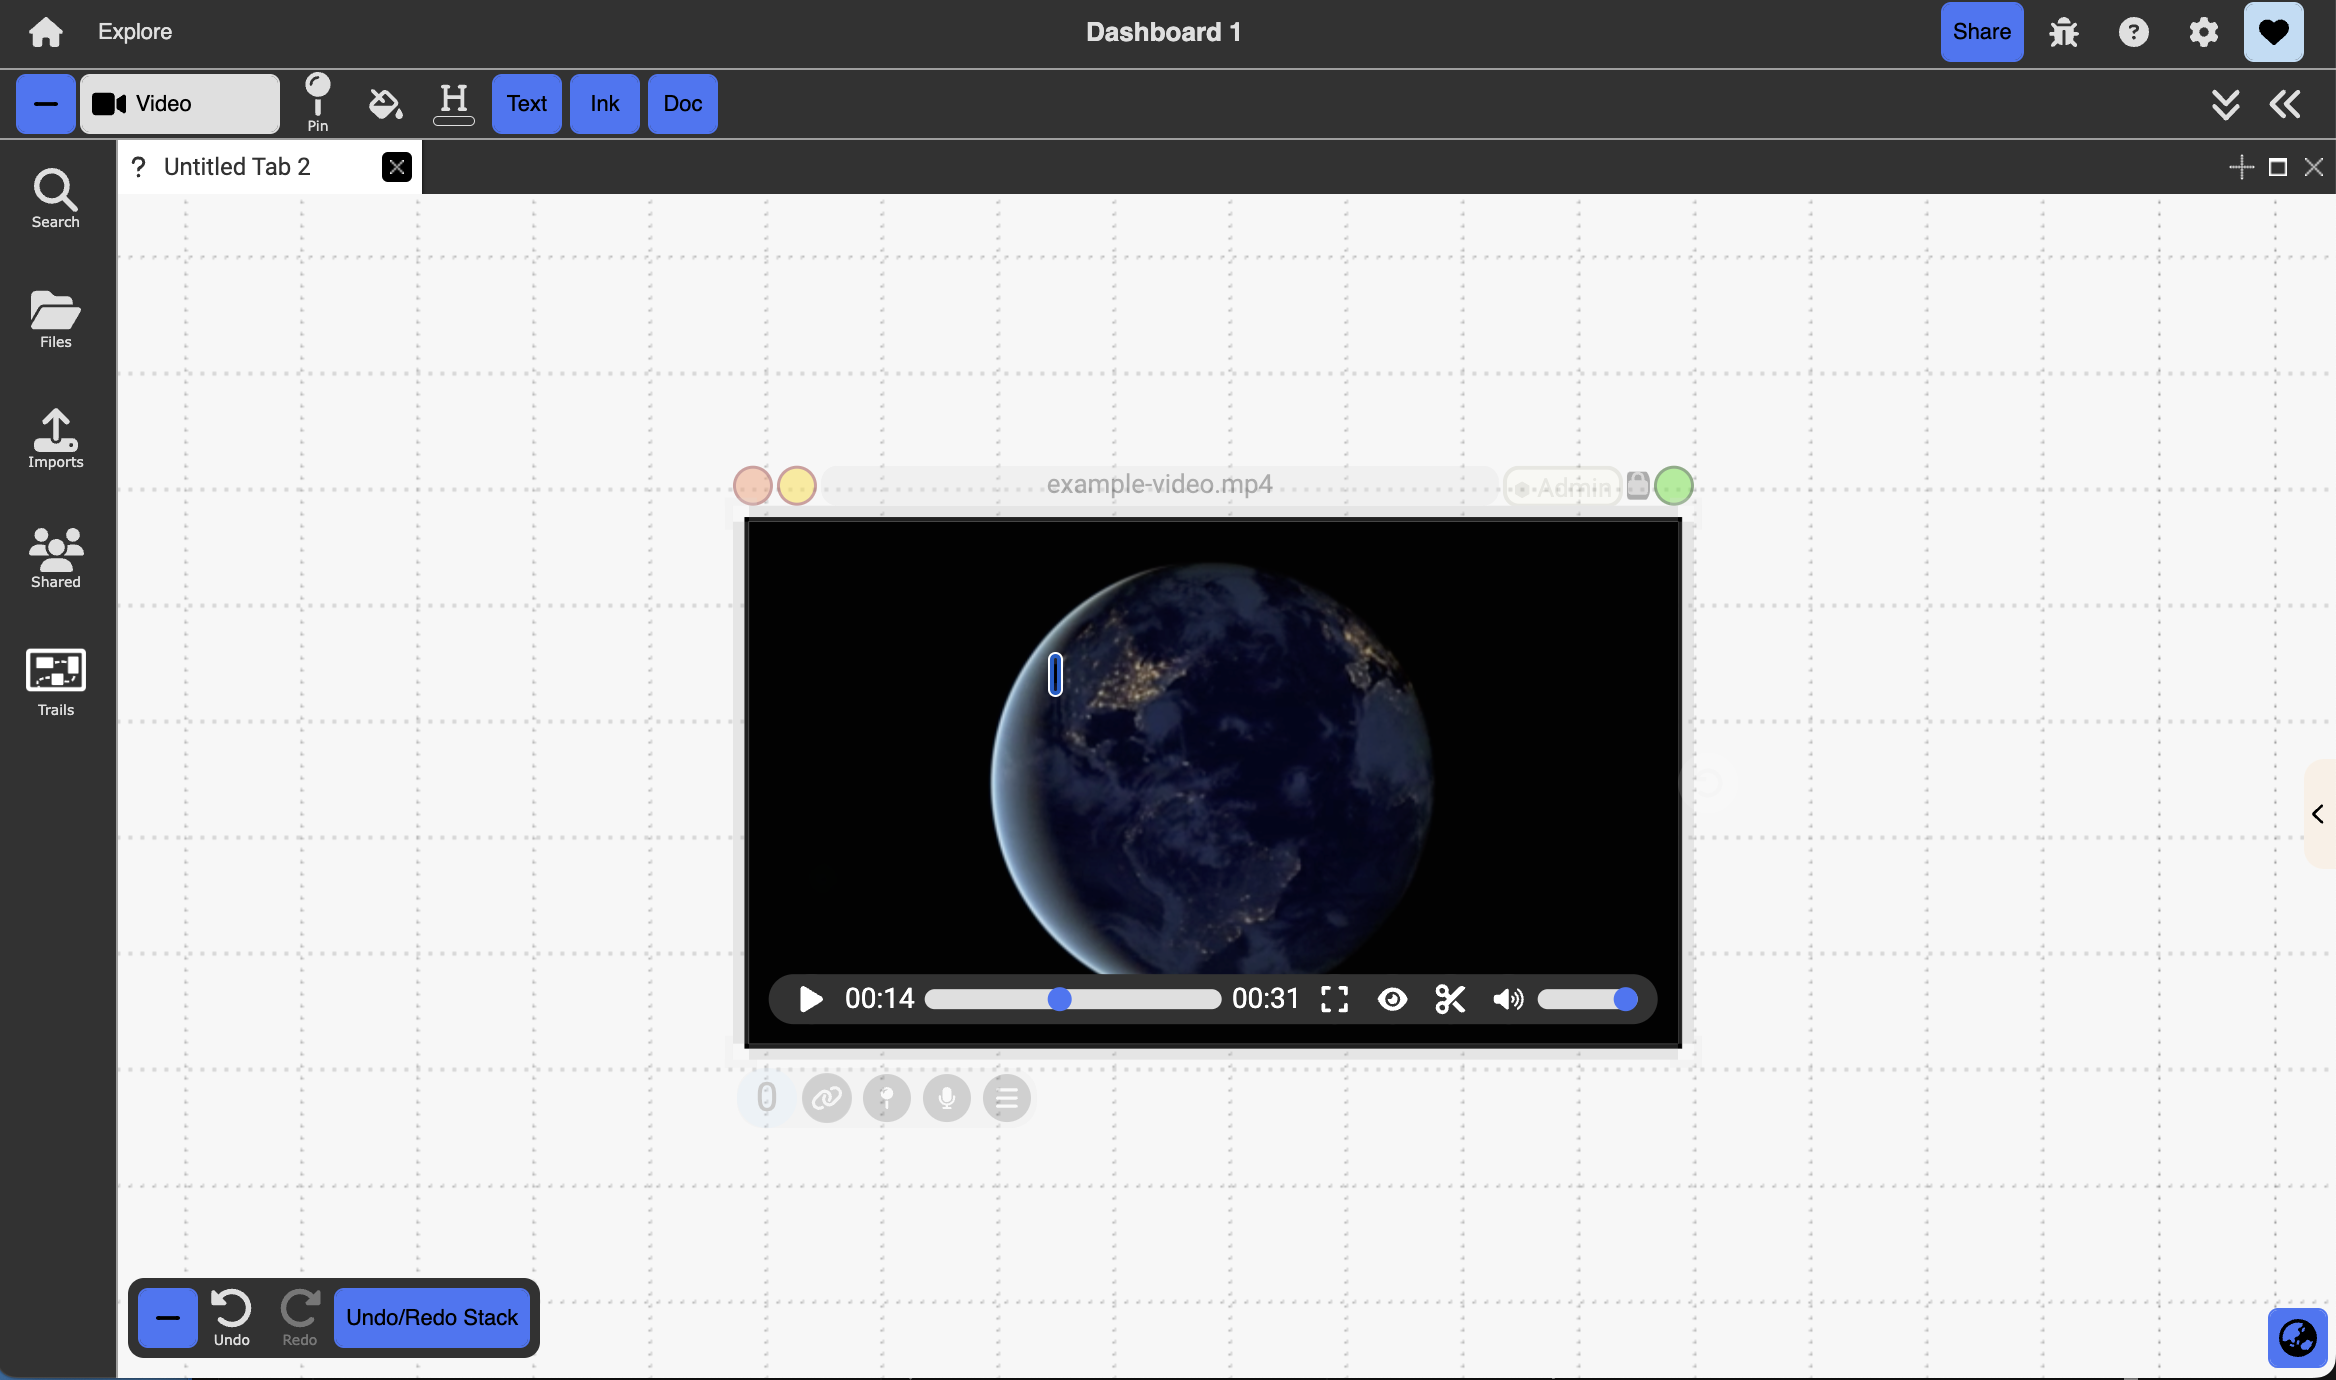 Explore
Dashboard 1
Share
?
Video
Pin
H
Text
Ink
Doc
? Untitled Tab 2
Search
Files
Imports
Shared
Trails
example-video.mp4
Admin
00:14
00:31
0
Undo
Redo
Undo/Redo Stack